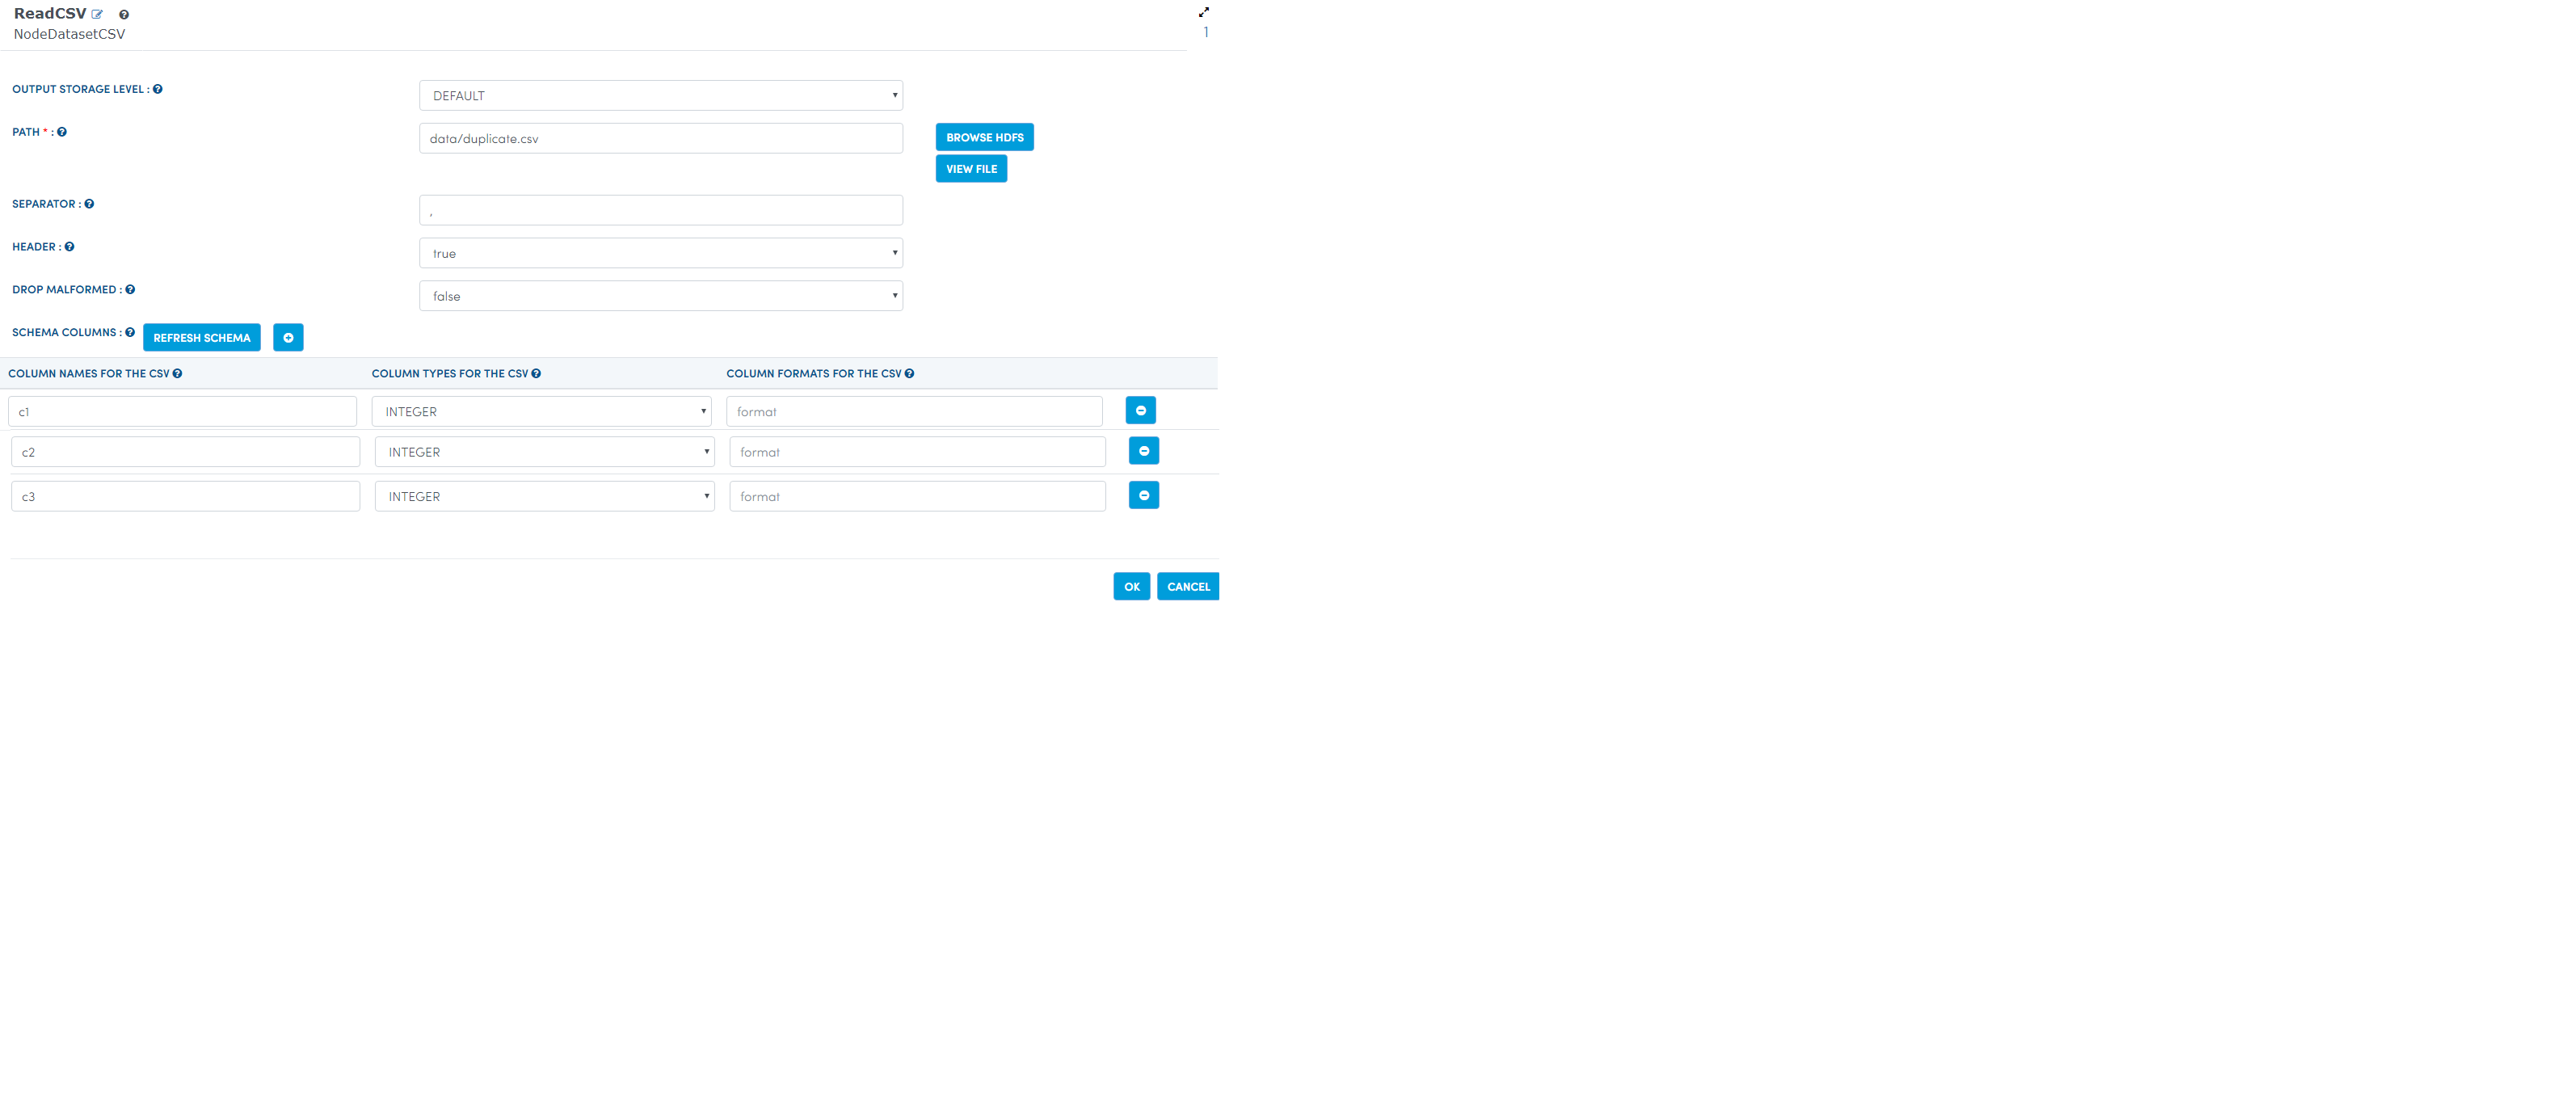 ReadCSV
NodeDatasetCSV
1
OUTPUT STORAGE LEVEL :
DEFAULT
PATH * :
data/duplicate.csv
BROWSE HDFS
VIEW FILE
SEPARATOR :
,
HEADER :
true
DROP MALFORMED :
false
SCHEMA COLUMNS :
REFRESH SCHEMA
COLUMN NAMES FOR THE CSV COLUMN TYPES FOR THE CSV COLUMN FORMATS FOR THE CSV
c1 INTEGER format
c2 INTEGER format
c3 INTEGER format
OK CANCEL